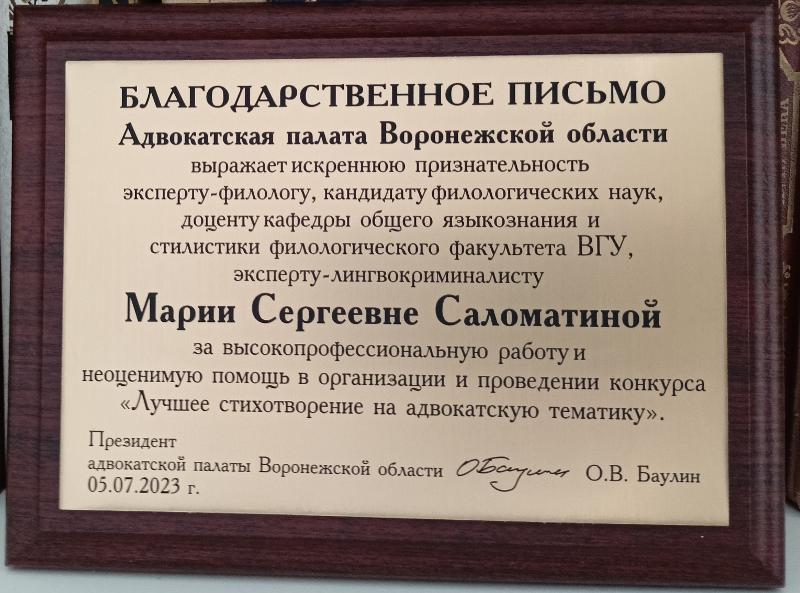 БЛАГОДАРСТВЕННОЕ ПИСЬМО
Адвокатская палата Воронежской области
выражает искреннюю признательность
эксперту-филологу, кандидату филологических наук,
доценту кафедры общего языкознания и
стилистики филологического факультета ВГУ,
эксперту-лингвокриминалисту
Марии Сергеевне Саломатиной
за высокопрофессиональную работу и
неоценимую помощь в организации и проведении конкурса
«Лучшее стихотворение на адвокатскую тематику».
Президент
адвокатской палаты Воронежской области О.В. Баулин
05.07.2023 г.